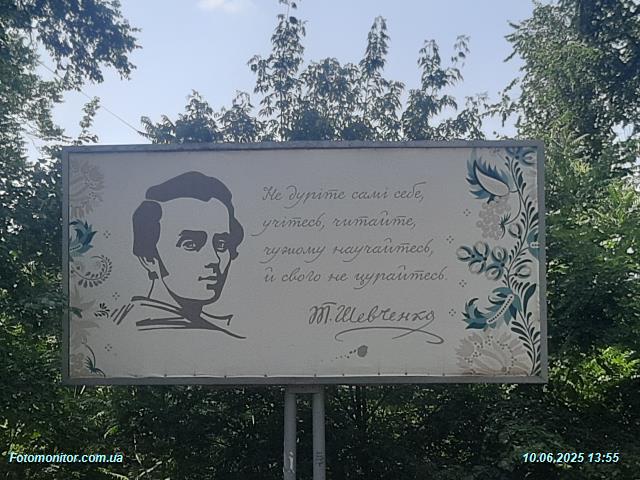 Не дуріте самі себе,
учітесь, читайте,
чужому научайтесь,
й свого не цурайтесь.
Т. Шевченко
Fotomonitor.com.ua
10.06.2025 13:55